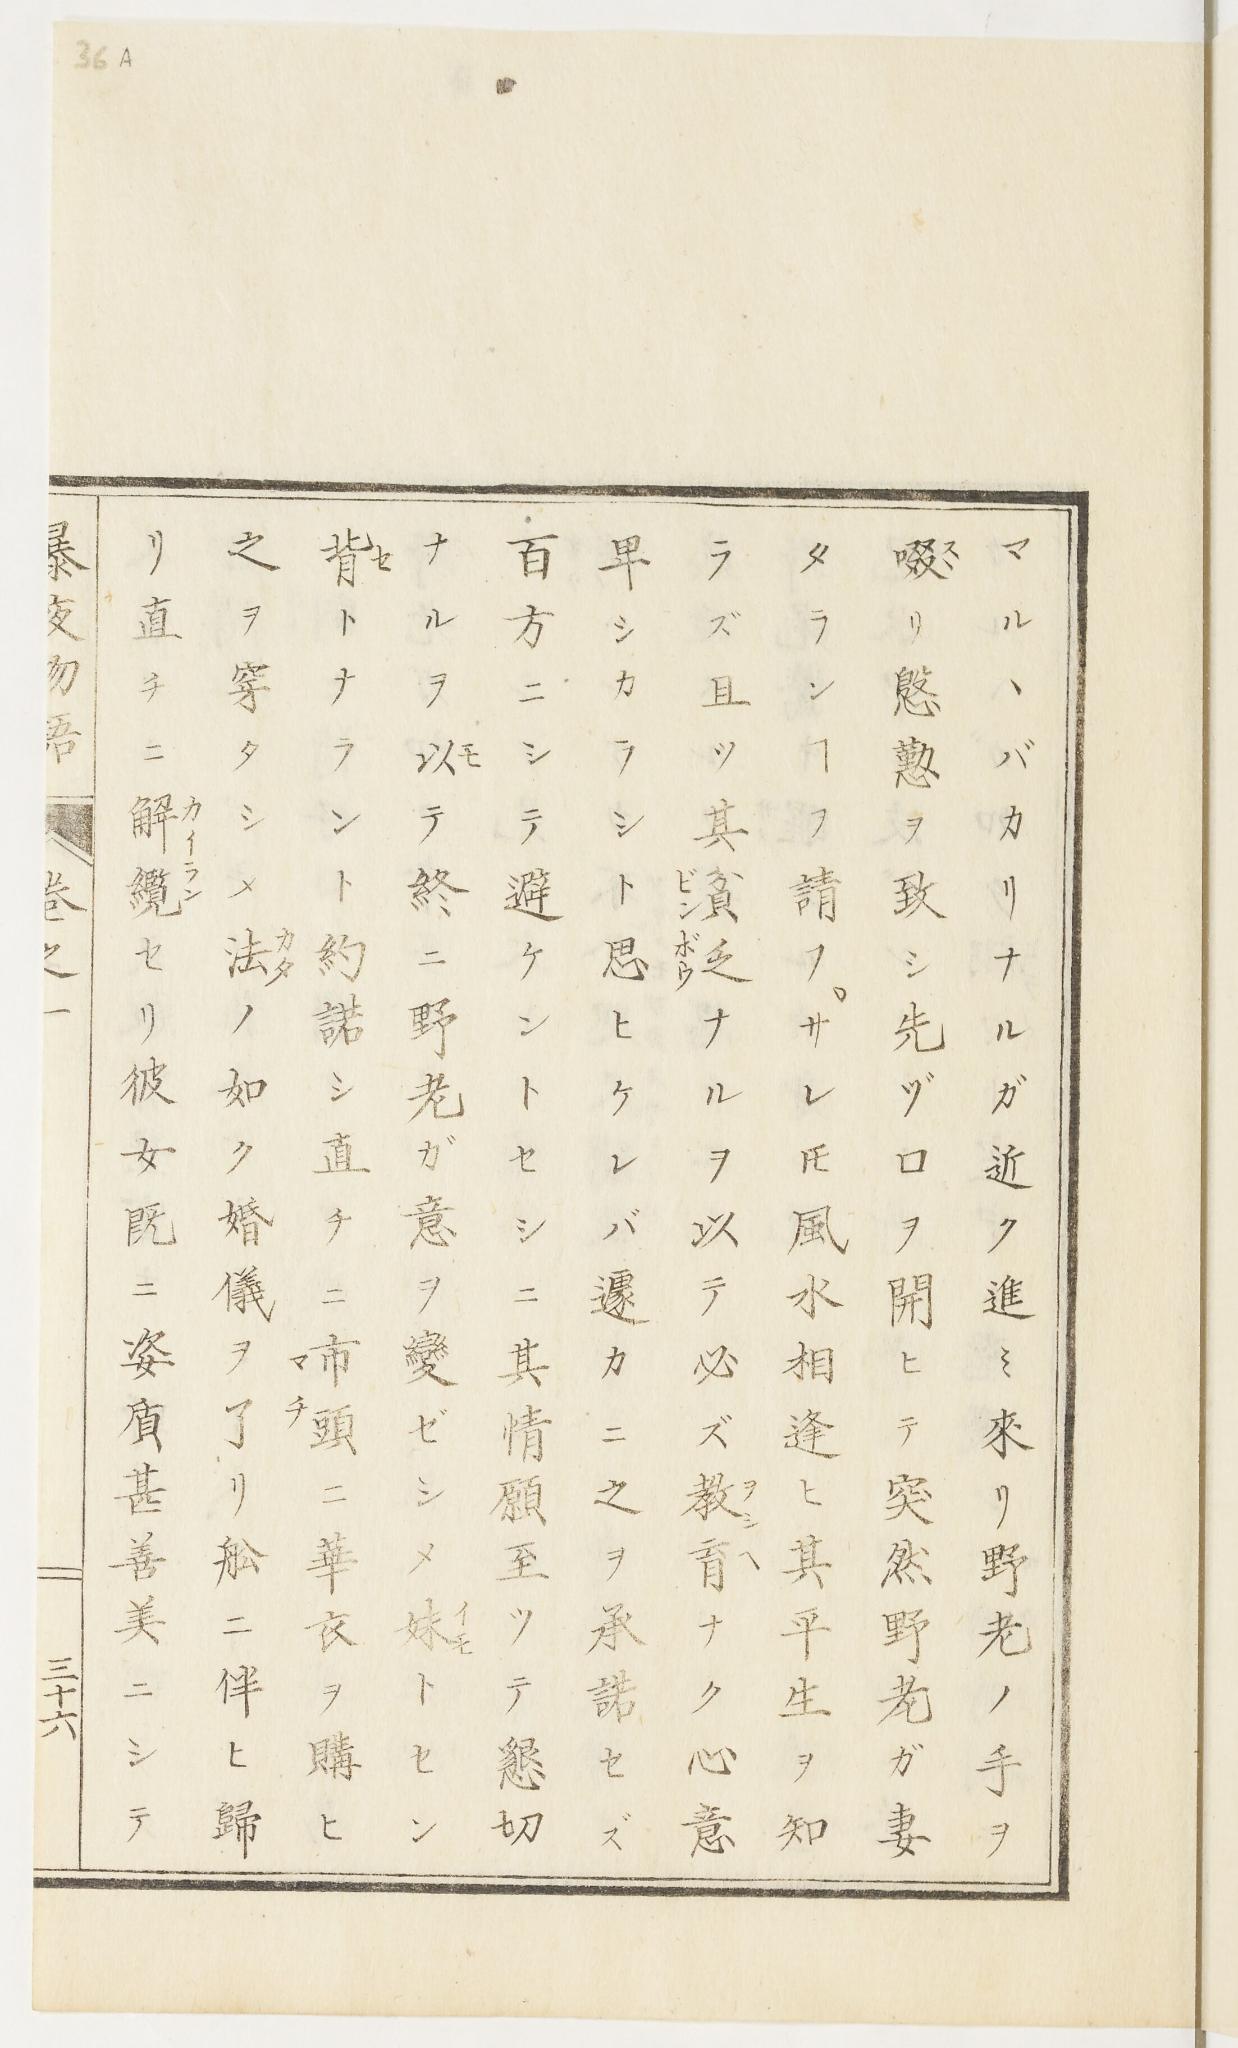 マルヽバカリナルガ近ク進ミ來リ野老ノ手ヲ
啜リ慇懃ヲ致シ先ヅ口ヲ開ヒテ突然野老ガ妻
タランヿヲ請フ。サレ𪜈風水相逢ヒ其平生ヲ知
ラズ且ツ其貧乏ナルヲ以テ必ズ教育ナク心意
卑シカラシト思ヒケレバ遽カニ之ヲ承諾セズ
百方ニシテ避ケントセシニ其情願至ツテ懇切
ナルヲ以テ終ニ野老ガ意ヲ變ゼシメ妹トセン
背トナラント約諾シ直チニ市頭ニ華衣ヲ購ヒ
之ヲ穿タシメ法ノ如ク婚儀ヲ了リ舩ニ伴ヒ歸
リ直チニ解纜セリ彼女既ニ姿質甚善美ニシテ
暴夜物語
卷之一
三十六
36 A